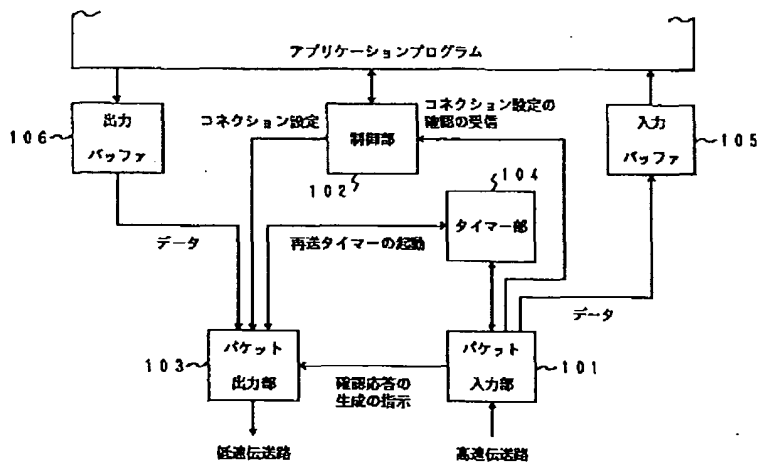 アプリケーションプログラム
出力
バッファ
106
コネクション設定
制御部
102
コネクション設定の
確認の受信
入力
バッファ
105
104
タイマー部
データ
再送タイマーの起動
データ
パケット
出力部
103
確認応答の
生成の指示
パケット
入力部
101
低速伝送路
高速伝送路